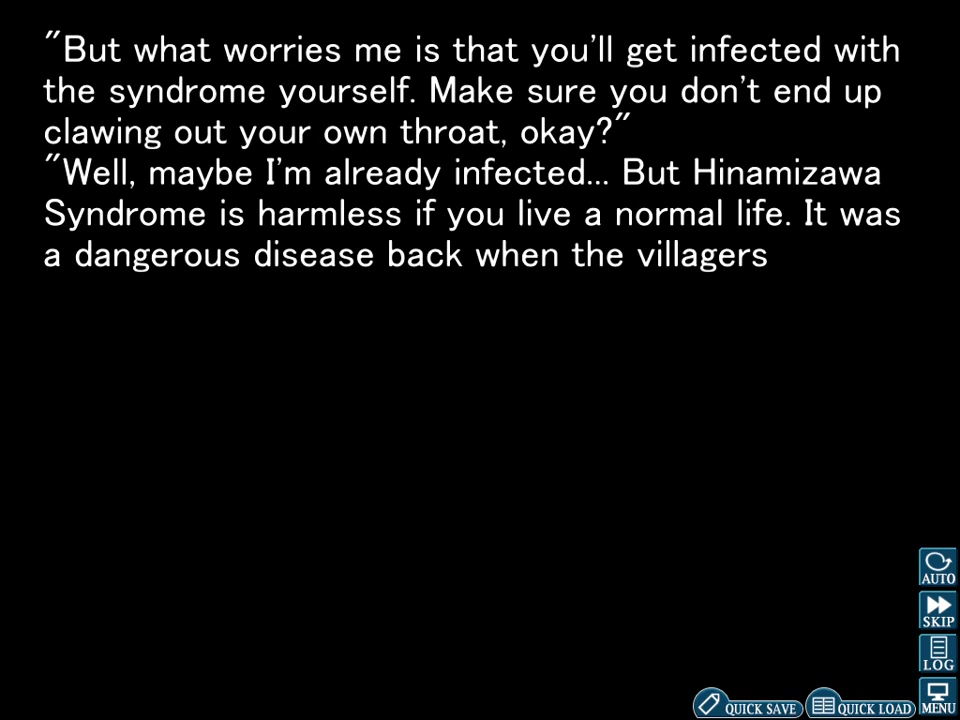 "But what worries me is that you'll get infected with
the syndrome yourself. Make sure you don't end up
clawing out your own throat, okay?"
"Well, maybe I'm already infected... But Hinamizawa
Syndrome is harmless if you live a normal life. It was
a dangerous disease back when the villagers
AUTO
SKIP
LOG
QUICK SAVE
QUICK LOAD
MENU